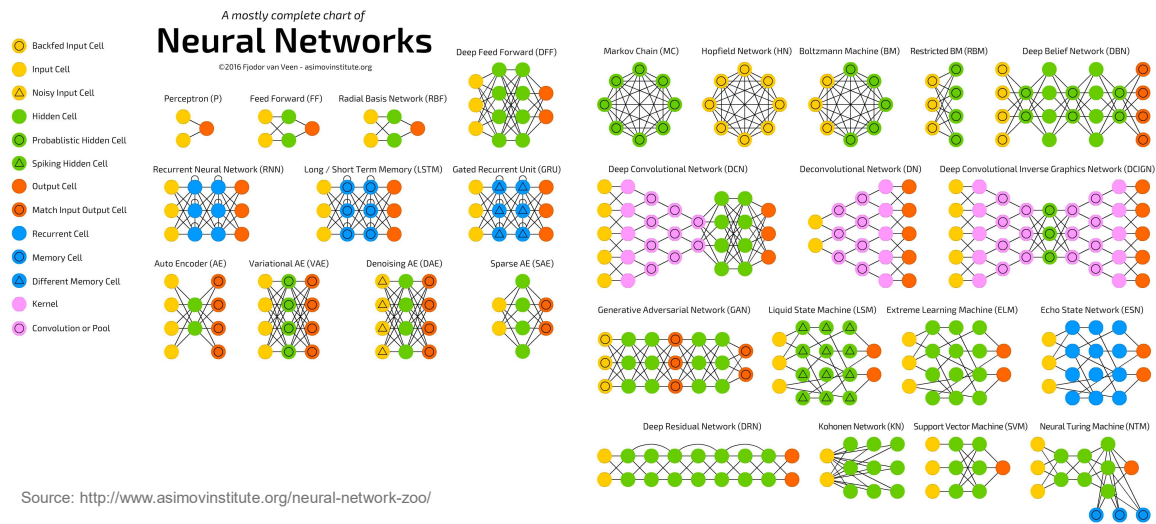 A mostly complete chart of
Neural Networks
©2016 Fjodor van Veen - asimovinstitute.org
Backfed Input Cell
Input Cell
Noisy Input Cell
Hidden Cell
Probablistic Hidden Cell
Spiking Hidden Cell
Output Cell
Match Input Output Cell
Recurrent Cell
Memory Cell
Different Memory Cell
Kernel
Convolution or Pool
Perceptron (P)
Feed Forward (FF)
Radial Basis Network (RBF)
Deep Feed Forward (DFF)
Recurrent Neural Network (RNN)
Long / Short Term Memory (LSTM)
Gated Recurrent Unit (GRU)
Auto Encoder (AE)
Variational AE (VAE)
Denoising AE (DAE)
Sparse AE (SAE)
Markov Chain (MC)
Hopfield Network (HN)
Boltzmann Machine (BM)
Restricted BM (RBM)
Deep Belief Network (DBN)
Deep Convolutional Network (DCN)
Deconvolutional Network (DN)
Deep Convolutional Inverse Graphics Network (DCIGN)
Generative Adversarial Network (GAN)
Liquid State Machine (LSM)
Extreme Learning Machine (ELM)
Echo State Network (ESN)
Deep Residual Network (DRN)
Kohonen Network (KN)
Support Vector Machine (SVM)
Neural Turing Machine (NTM)
Source: http://www.asimovinstitute.org/neural-network-zoo/